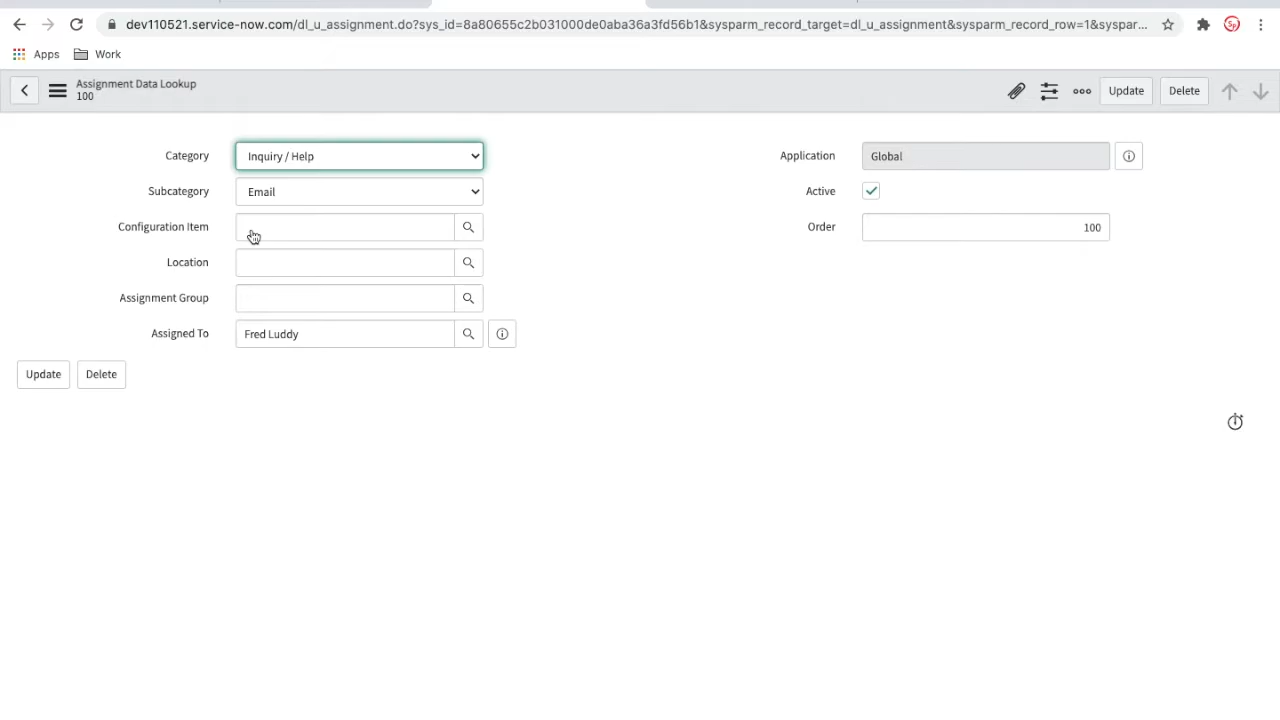 dev110521.service-now.com/dl_u_assignment.do?sys_id=8a80655c2b031000de0aba36a3fd56b1&sysparm_record_target=dl_u_assignment&sysparm_record_row=1&syspar...
Apps Work
Assignment Data Lookup
100
Update Delete
Category Inquiry / Help
Subcategory Email
Configuration Item
Location
Assignment Group
Assigned To Fred Luddy
Application Global
Active
Order 100
Update Delete